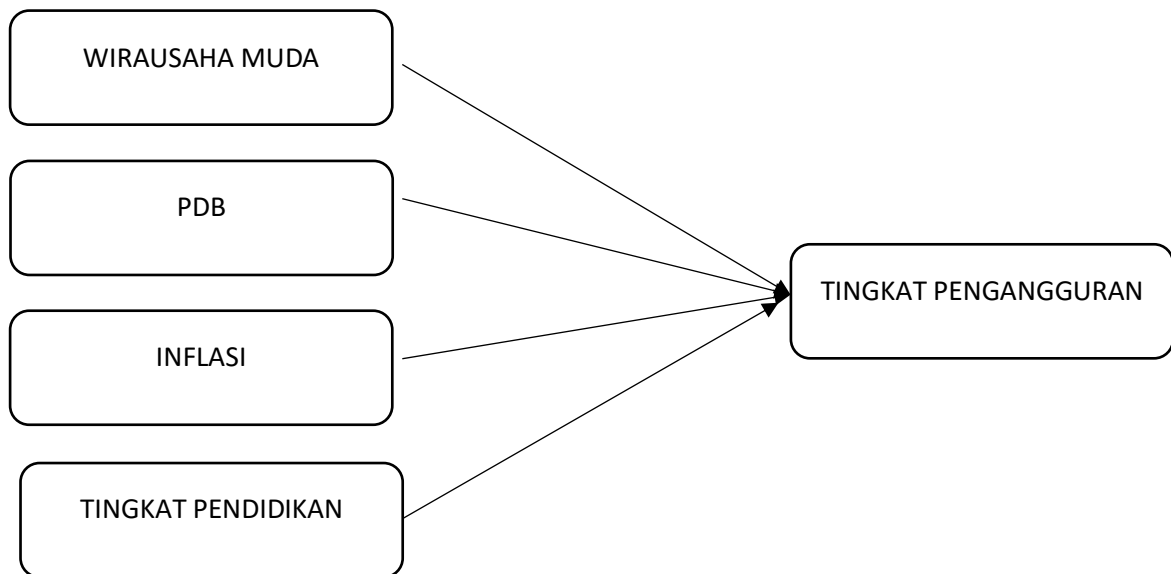 WIRAUSAHA MUDA
PDB
INFLASI
TINGKAT PENDIDIKAN
TINGKAT PENGANGGURAN